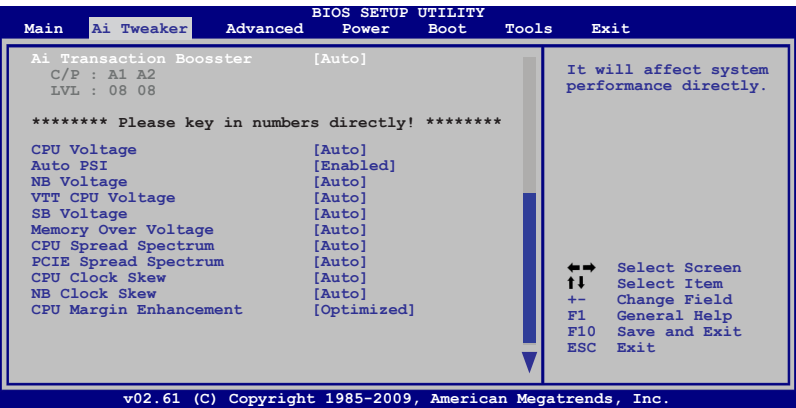 BIOS SETUP UTILITY
Main Ai Tweaker Advanced Power Boot Tools Exit
Ai Transaction Boosster [Auto]
C/P : A1 A2
LVL : 08 08
******** Please key in numbers directly! ********
CPU Voltage [Auto]
Auto PSI [Enabled]
NB Voltage [Auto]
VTT CPU Voltage [Auto]
SB Voltage [Auto]
Memory Over Voltage [Auto]
CPU Spread Spectrum [Auto]
PCIE Spread Spectrum [Auto]
CPU Clock Skew [Auto]
NB Clock Skew [Auto]
CPU Margin Enhancement [Optimized]
It will affect system
performance directly.
←→ Select Screen
↑↓ Select Item
+- Change Field
F1 General Help
F10 Save and Exit
ESC Exit
v02.61 (C) Copyright 1985-2009, American Megatrends, Inc.